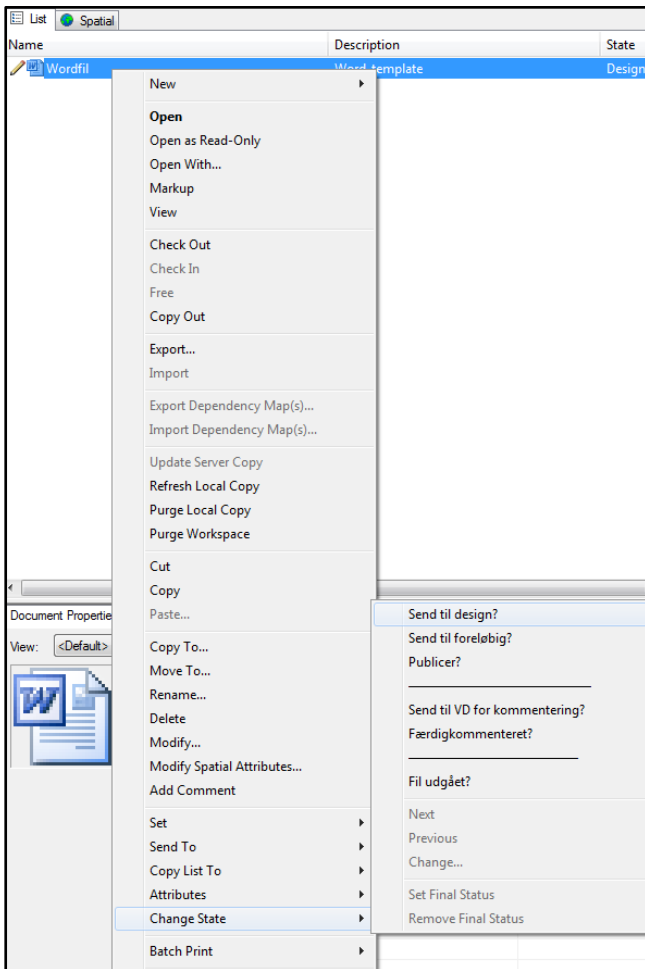 List Spatial
Name Description State
Wordfil Word-template Design
New
Open
Open as Read-Only
Open With...
Markup
View
Check Out
Check In
Free
Copy Out
Export...
Import
Export Dependency Map(s)...
Import Dependency Map(s)...
Update Server Copy
Refresh Local Copy
Purge Local Copy
Purge Workspace
Cut
Copy
Paste...
Copy To...
Move To...
Rename...
Delete
Modify...
Modify Spatial Attributes...
Add Comment
Set
Send To
Copy List To
Attributes
Change State
Batch Print
Document Propertie
View: <Default>
W
Send til design?
Send til foreløbig?
Publicer?
Send til VD for kommentering?
Færdigkommenteret?
Fil udgået?
Next
Previous
Change...
Set Final Status
Remove Final Status